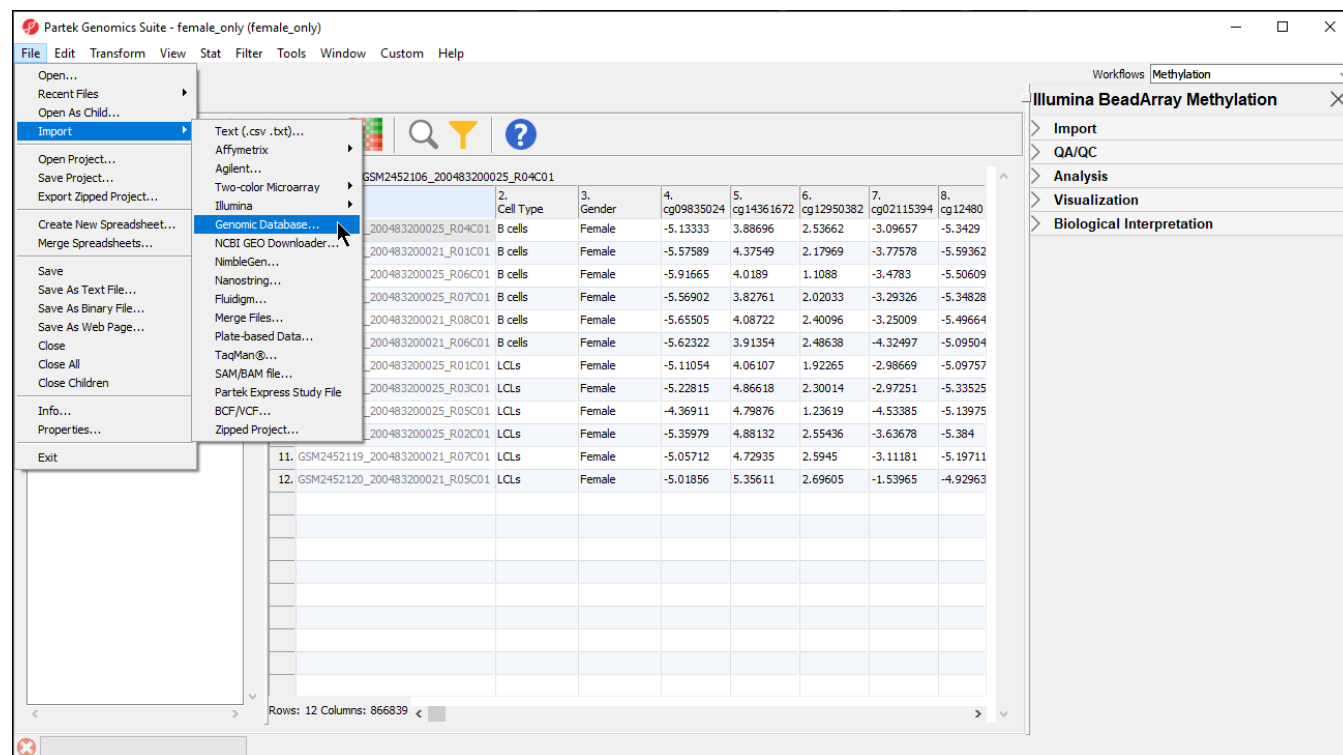 Partek Genomics Suite - female_only (female_only)
File Edit Transform View Stat Filter Tools Window Custom Help
Workflows Methylation
Illumina BeadArray Methylation
Import
QA/QC
Analysis
Visualization
Biological Interpretation
Open...
Recent Files
Open As Child...
Import
Open Project...
Save Project...
Export Zipped Project...
Create New Spreadsheet...
Merge Spreadsheets...
Save
Save As Text File...
Save As Binary File...
Save As Web Page...
Close
Close All
Close Children
Info...
Properties...
Exit
Text (.csv .txt)...
Affymetrix
Agilent...
Two-color Microarray
Illumina
Genomic Database...
NCBI GEO Downloader...
NimbleGen...
Nanostring...
Fluidigm...
Merge Files...
Plate-based Data...
TaqMan®...
SAM/BAM file...
Partek Express Study File
BCF/VCF...
Zipped Project...
GSM2452106_200483200025_R04C01
2. 3. 4. 5. 6. 7. 8.
Cell Type Gender cg09835024 cg14361672 cg12950382 cg02115394 cg12480
_200483200025_R04C01 B cells Female -5.13333 3.88696 2.53662 -3.09657 -5.3429
_200483200021_R01C01 B cells Female -5.57589 4.37549 2.17969 -3.77578 -5.59362
_200483200025_R06C01 B cells Female -5.91665 4.0189 1.1088 -3.4783 -5.50609
_200483200025_R07C01 B cells Female -5.56902 3.82761 2.02033 -3.29326 -5.34828
_200483200021_R08C01 B cells Female -5.65505 4.08722 2.40096 -3.25009 -5.49664
_200483200021_R06C01 B cells Female -5.62322 3.91354 2.48638 -4.32497 -5.09504
_200483200025_R01C01 LCLs Female -5.11054 4.06107 1.92265 -2.98669 -5.09757
_200483200025_R03C01 LCLs Female -5.22815 4.86618 2.30014 -2.97251 -5.33525
_200483200025_R05C01 LCLs Female -4.36911 4.79876 1.23619 -4.53385 -5.13975
_200483200025_R02C01 LCLs Female -5.35979 4.88132 2.55436 -3.63678 -5.384
11. GSM2452119_200483200021_R07C01 LCLs Female -5.05712 4.72935 2.5945 -3.11181 -5.19711
12. GSM2452120_200483200021_R05C01 LCLs Female -5.01856 5.35611 2.69605 -1.53965 -4.92963
Rows: 12 Columns: 866839